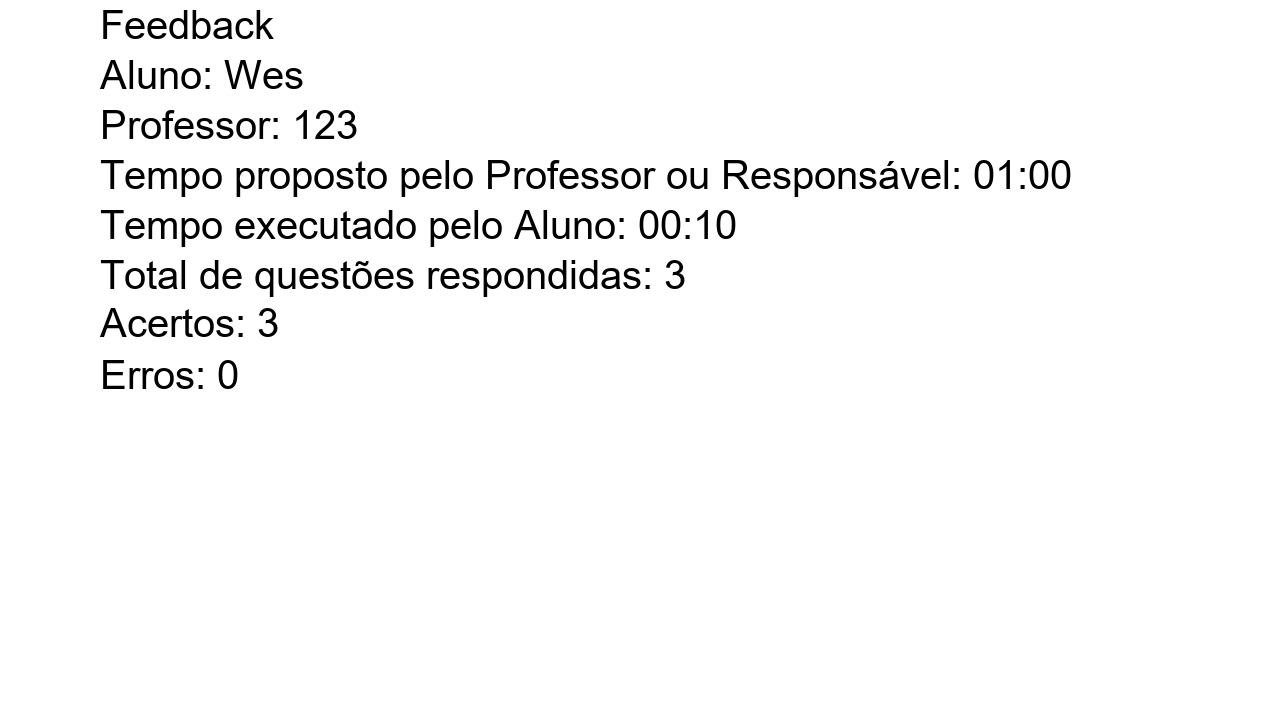 Feedback
Aluno: Wes
Professor: 123
Tempo proposto pelo Professor ou Responsável: 01:00
Tempo executado pelo Aluno: 00:10
Total de questões respondidas: 3
Acertos: 3
Erros: 0